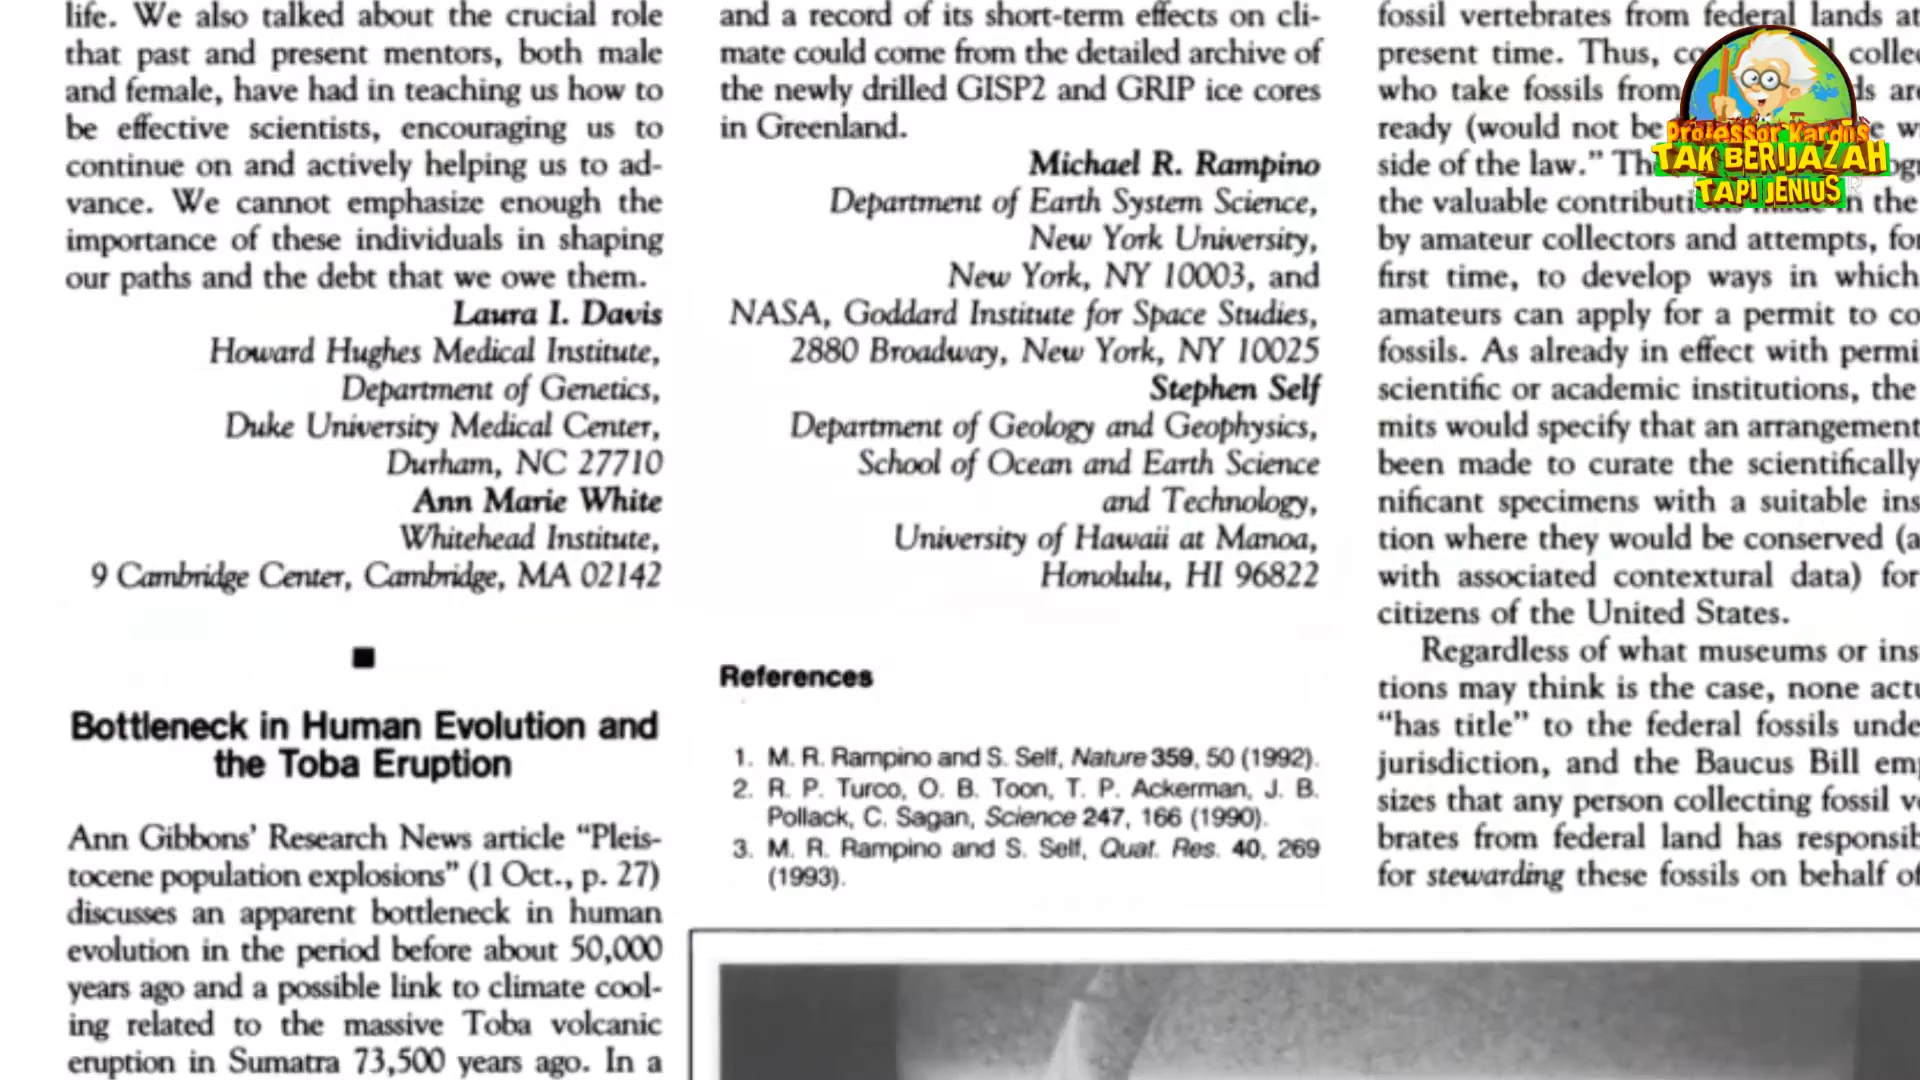 life. We also talked about the crucial role
that past and present mentors, both male
and female, have had in teaching us how to
be effective scientists, encouraging us to
continue on and actively helping us to ad-
vance. We cannot emphasize enough the
importance of these individuals in shaping
our paths and the debt that we owe them.
Laura I. Davis
Howard Hughes Medical Institute,
Department of Genetics,
Duke University Medical Center,
Durham, NC 27710
Ann Marie White
Whitehead Institute,
9 Cambridge Center, Cambridge, MA 02142
Bottleneck in Human Evolution and
the Toba Eruption
Ann Gibbons' Research News article "Pleis-
tocene population explosions" (1 Oct., p. 27)
discusses an apparent bottleneck in human
evolution in the period before about 50,000
years ago and a possible link to climate cool-
ing related to the massive Toba volcanic
eruption in Sumatra 73,500 years ago. In a
and a record of its short-term effects on cli-
mate could come from the detailed archive of
the newly drilled GISP2 and GRIP ice cores
in Greenland.
Michael R. Rampino
Department of Earth System Science,
New York University,
New York, NY 10003, and
NASA, Goddard Institute for Space Studies,
2880 Broadway, New York, NY 10025
Stephen Self
Department of Geology and Geophysics,
School of Ocean and Earth Science
and Technology,
University of Hawaii at Manoa,
Honolulu, HI 96822
References
1. M. R. Rampino and S. Self, Nature 359, 50 (1992).
2. R. P. Turco, O. B. Toon, T. P. Ackerman, J. B.
Pollack, C. Sagan, Science 247, 166 (1990).
3. M. R. Rampino and S. Self, Quat. Res. 40, 269
(1993).
fossil vertebrates from federal lands at
present time. Thus,
who take fossils from
ready (would not be
side of the law."
the valuable in the
by amateur collectors and attempts, for
first time, to develop ways in which
amateurs can apply for a permit to co
fossils. As already in effect with permi
scientific or academic institutions, the
mits would specify that an arrangement
been made to curate the scientifically
nificant specimens with a suitable ins
tion where they would be conserved (a
with associated contextural data) for
citizens of the United States.
Regardless of what museums or ins
tions may think is the case, none actu
"has title" to the federal fossils unde
jurisdiction, and the Baucus Bill emp
sizes that any person collecting fossil ve
brates from federal land has responsib
for stewarding these fossils on behalf of
Professor Kardus
TAK BERIJAZAH
TAPI JENIUS